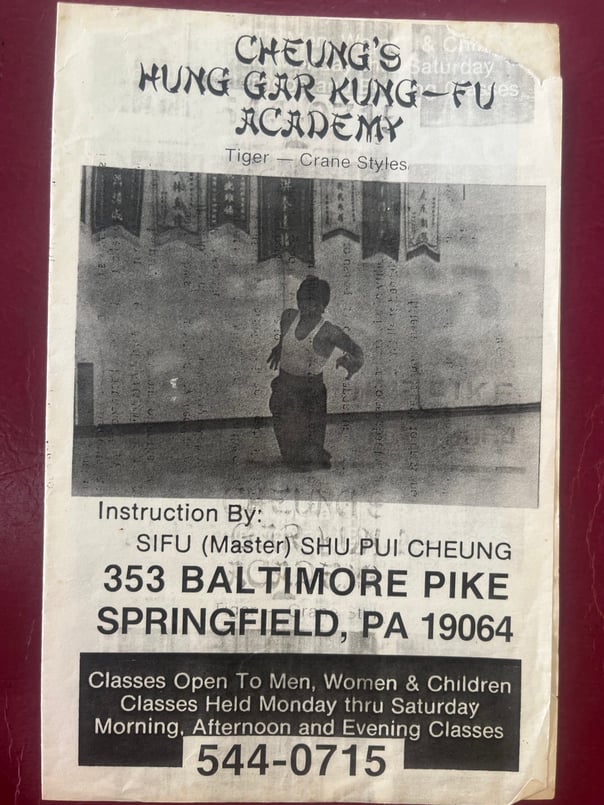 CHEUNG'S
HUNG GAR KUNG-FU
ACADEMY
Tiger — Crane Styles
Instruction By:
SIFU (Master) SHU PUI CHEUNG
353 BALTIMORE PIKE
SPRINGFIELD, PA 19064
Classes Open To Men, Women & Children
Classes Held Monday thru Saturday
Morning, Afternoon and Evening Classes
544-0715